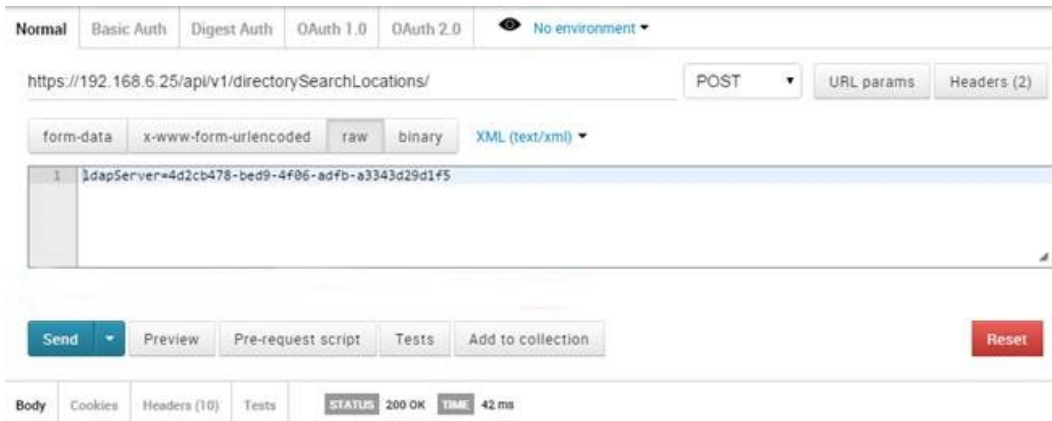 Normal Basic Auth Digest Auth OAuth 1.0 OAuth 2.0 No environment
https://192.168.6.25/api/v1/directorySearchLocations/ POST URL params Headers (2)
form-data x-www-form-urlencoded raw binary XML (text/xml)
1 ldapServer=4d2cb478-bed9-4f06-adfb-a3343d29d1f5
Send Preview Pre-request script Tests Add to collection Reset
Body Cookies Headers (10) Tests STATUS 200 OK TIME 42 ms